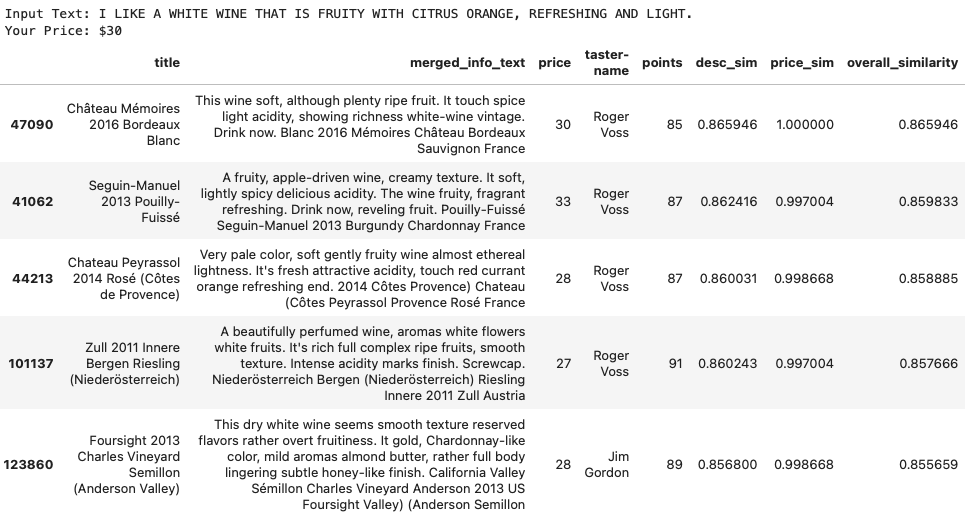 Input Text: I LIKE A WHITE WINE THAT IS FRUITY WITH CITRUS ORANGE, REFRESHING AND LIGHT.
Your Price: $30
title merged_info_text price taster-name points desc_sim price_sim overall_similarity
47090
Château Mémoires
2016 Bordeaux
Blanc
This wine soft, although plenty ripe fruit. It touch spice
light acidity, showing richness white-wine vintage.
Drink now. Blanc 2016 Mémoires Château Bordeaux
Sauvignon France
30
Roger
Voss
85
0.865946
1.000000
0.865946
41062
Seguin-Manuel
2013 Pouilly-
Fuissé
A fruity, apple-driven wine, creamy texture. It soft,
lightly spicy delicious acidity. The wine fruity, fragrant
refreshing. Drink now, reveling fruit. Pouilly-Fuissé
Seguin-Manuel 2013 Burgundy Chardonnay France
33
Roger
Voss
87
0.862416
0.997004
0.859833
44213
Chateau Peyrassol
2014 Rosé (Côtes
de Provence)
Very pale color, soft gently fruity wine almost ethereal
lightness. It's fresh attractive acidity, touch red currant
orange refreshing end. 2014 Côtes Provence) Chateau
(Côtes Peyrassol Provence Rosé France
28
Roger
Voss
87
0.860031
0.998668
0.858885
101137
Zull 2011 Innere
Bergen Riesling
(Niederösterreich)
A beautifully perfumed wine, aromas white flowers
white fruits. It's rich full complex ripe fruits, smooth
texture. Intense acidity marks finish. Screwcap.
Niederösterreich Bergen (Niederösterreich) Riesling
Innere 2011 Zull Austria
27
Roger
Voss
91
0.860243
0.997004
0.857666
123860
Foursight 2013
Charles Vineyard
Semillon
(Anderson Valley)
This dry white wine seems smooth texture reserved
flavors rather overt fruitiness. It gold, Chardonnay-like
color, mild aromas almond butter, rather full body
lingering subtle honey-like finish. California Valley
Sémillon Charles Vineyard Anderson 2013 US
Foursight Valley) (Anderson Semillon
28
Jim
Gordon
89
0.856800
0.998668
0.855659